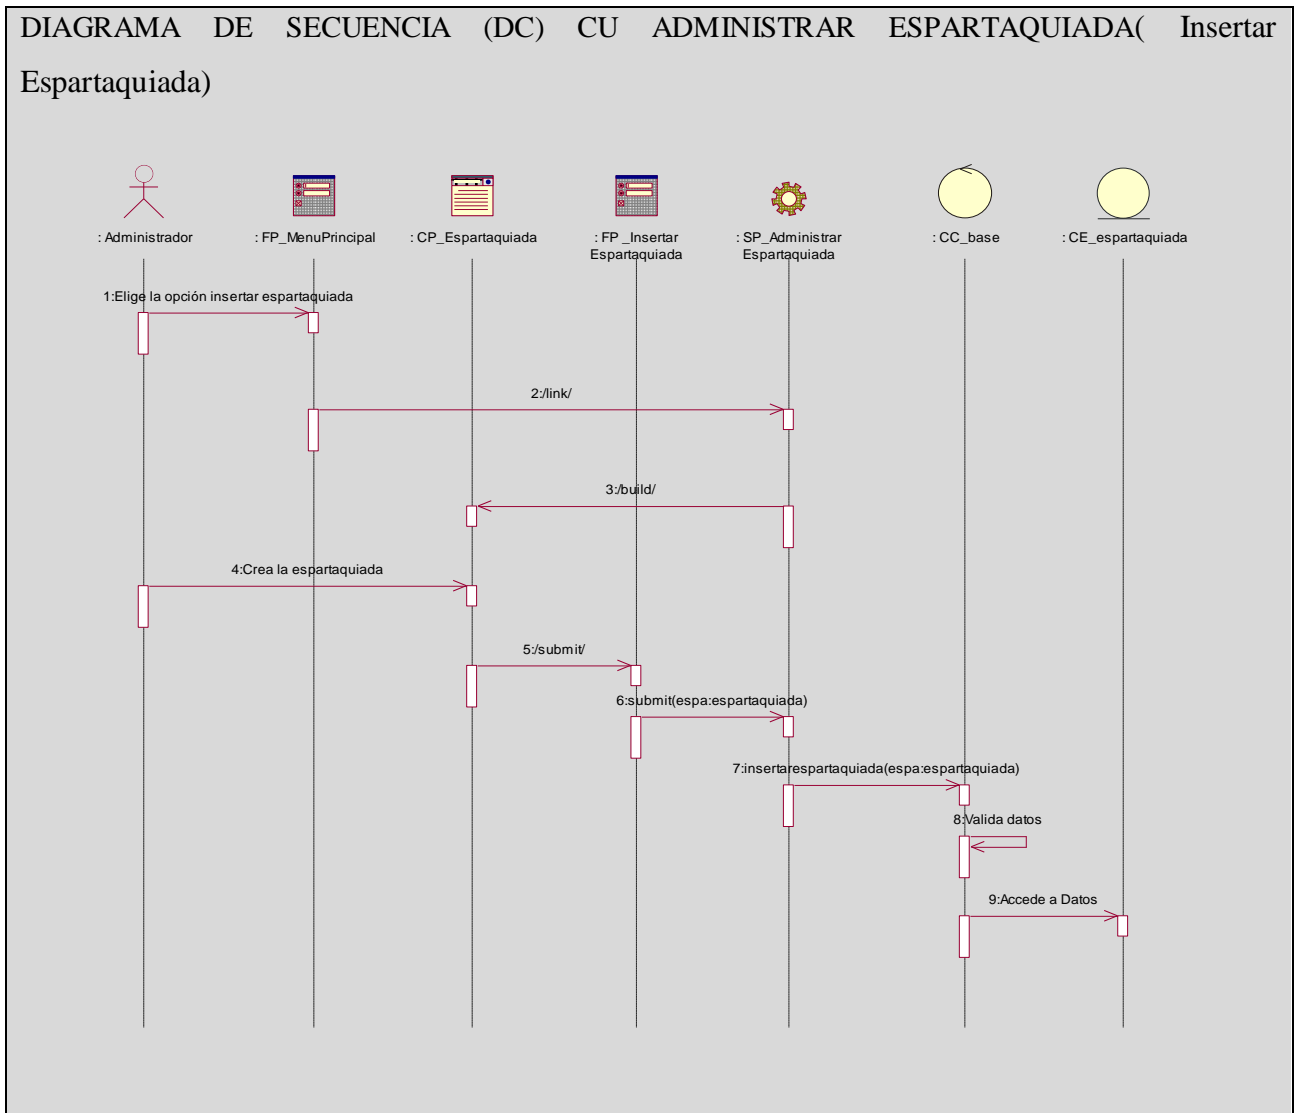 DIAGRAMA DE SECUENCIA (DC) CU ADMINISTRAR ESPARTAQUIADA( Insertar
Espartaquiada)
: Administrador
: FP_MenuPrincipal
: CP_Espartaquiada
: FP _Insertar
Espartaquiada
: SP_Administrar
Espartaquiada
: CC_base
: CE_espartaquiada
1:Elige la opción insertar espartaquiada
2:/link/
3:/build/
4:Crea la espartaquiada
5:/submit/
6:submit(espa:espartaquiada)
7:insertarespartaquiada(espa:espartaquiada)
8:Valida datos
9:Accede a Datos